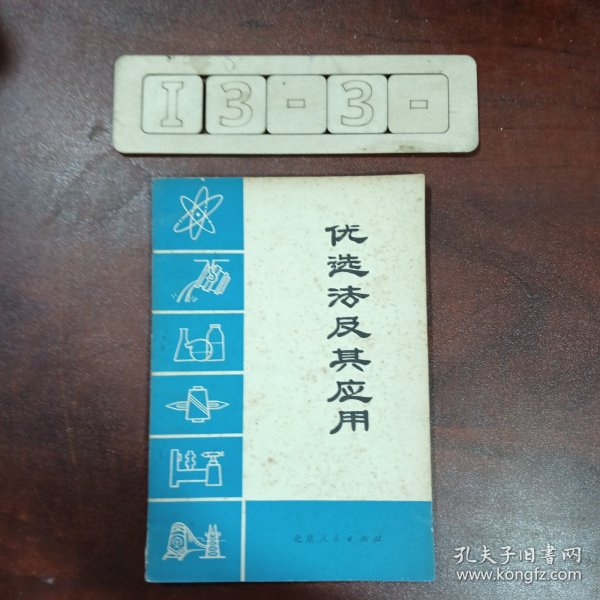 I 3 - 3 -
优选法及其应用
北京人民出版社
孔夫子旧书网
www.kongfz.com